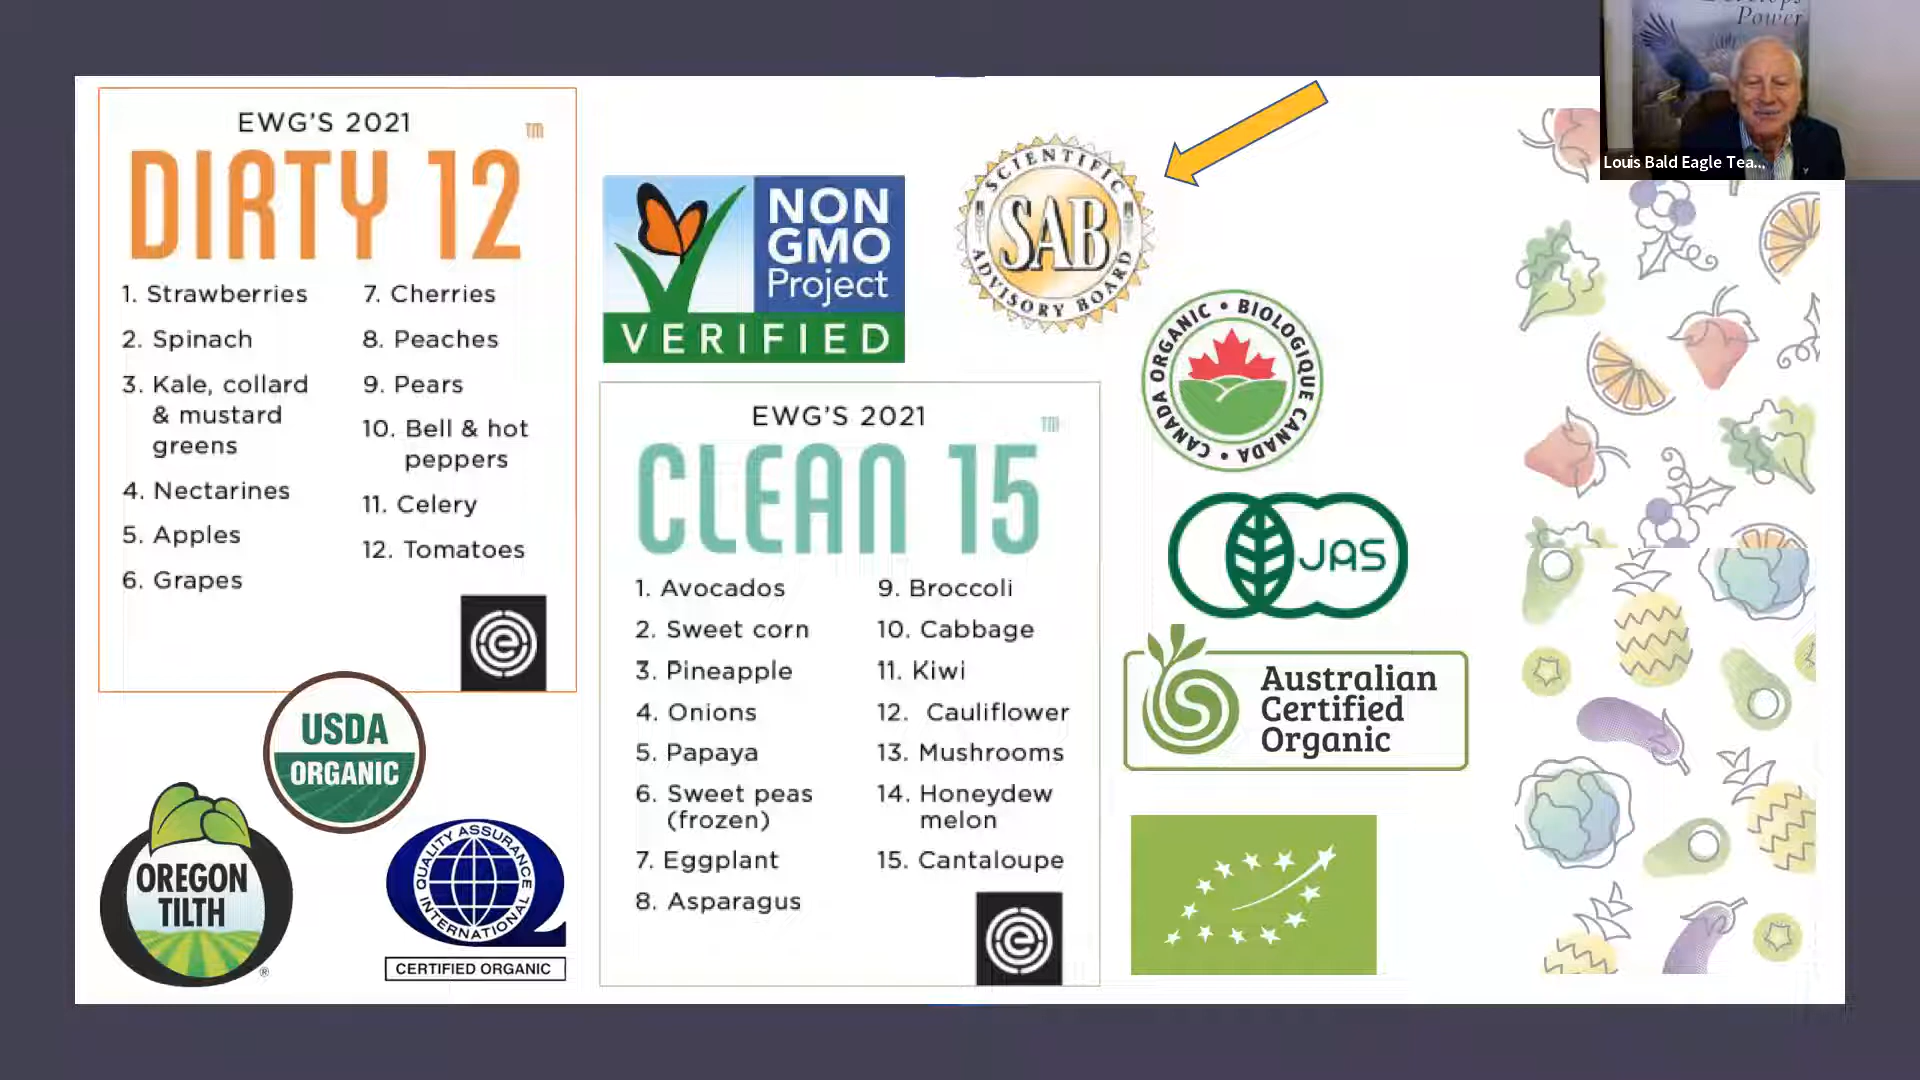 EWG'S 2021
DIRTY 12
TM
1. Strawberries
2. Spinach
3. Kale, collard
& mustard
greens
4. Nectarines
5. Apples
6. Grapes
7. Cherries
8. Peaches
9. Pears
10. Bell & hot
peppers
11. Celery
12. Tomatoes
e
USDA
ORGANIC
OREGON
TILTH
®
QUALITY ASSURANCE
INTERNATIONAL
CERTIFIED ORGANIC
NON
GMO
Project
VERIFIED
SCIENTIFIC
SAB
ADVISORY BOARD
EWG'S 2021
CLEAN 15
TM
1. Avocados
2. Sweet corn
3. Pineapple
4. Onions
5. Papaya
6. Sweet peas
(frozen)
7. Eggplant
8. Asparagus
9. Broccoli
10. Cabbage
11. Kiwi
12. Cauliflower
13. Mushrooms
14. Honeydew
melon
15. Cantaloupe
e
CANADA ORGANIC • BIOLOGIQUE CANADA •
JAS
Australian
Certified
Organic
Power
Louis Bald Eagle Tea...